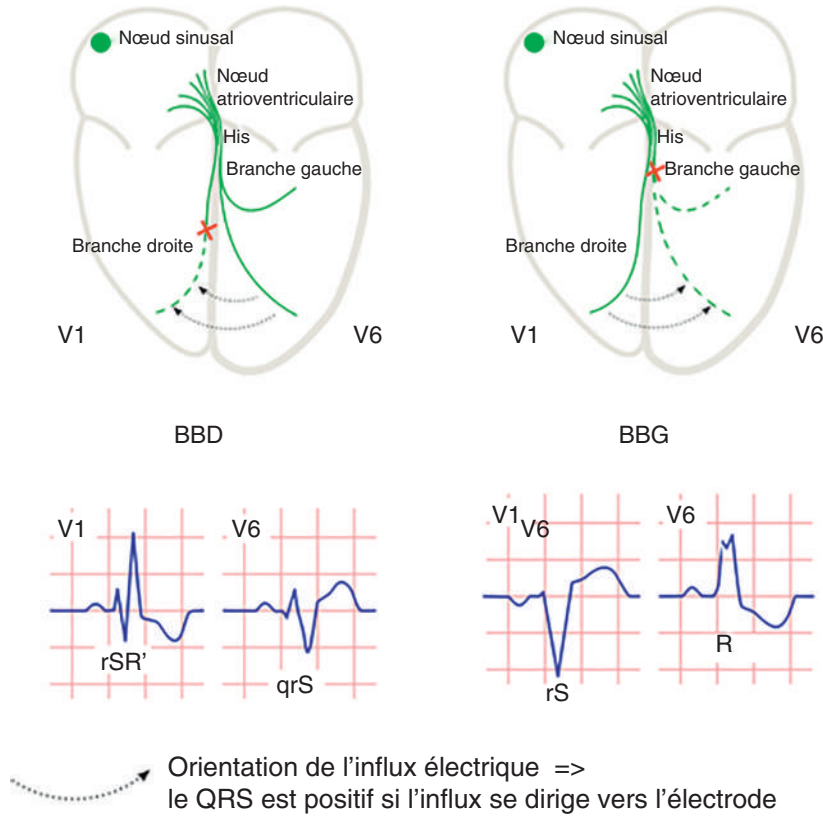 Nœud sinusal
Nœud
atrioventriculaire
His
Branche gauche
Branche droite
V1
V6
BBD
Nœud sinusal
Nœud
atrioventriculaire
His
Branche gauche
Branche droite
V1
V6
BBG
V1
rSR’
V6
qrS
V1
V6
rS
V6
R
Orientation de l’influx électrique =>
le QRS est positif si l’influx se dirige vers l’électrode